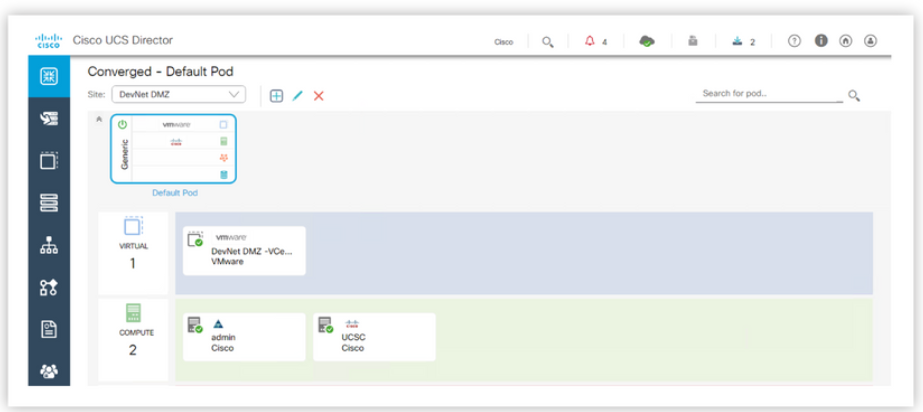 cisco Cisco UCS Director Cisco 4 2
Converged - Default Pod
Site: DevNet DMZ Search for pod...
Generic
vmware
cisco
Default Pod
VIRTUAL
1
vmware
DevNet DMZ -VCe...
VMware
COMPUTE
2
admin
Cisco
cisco
UCSC
Cisco